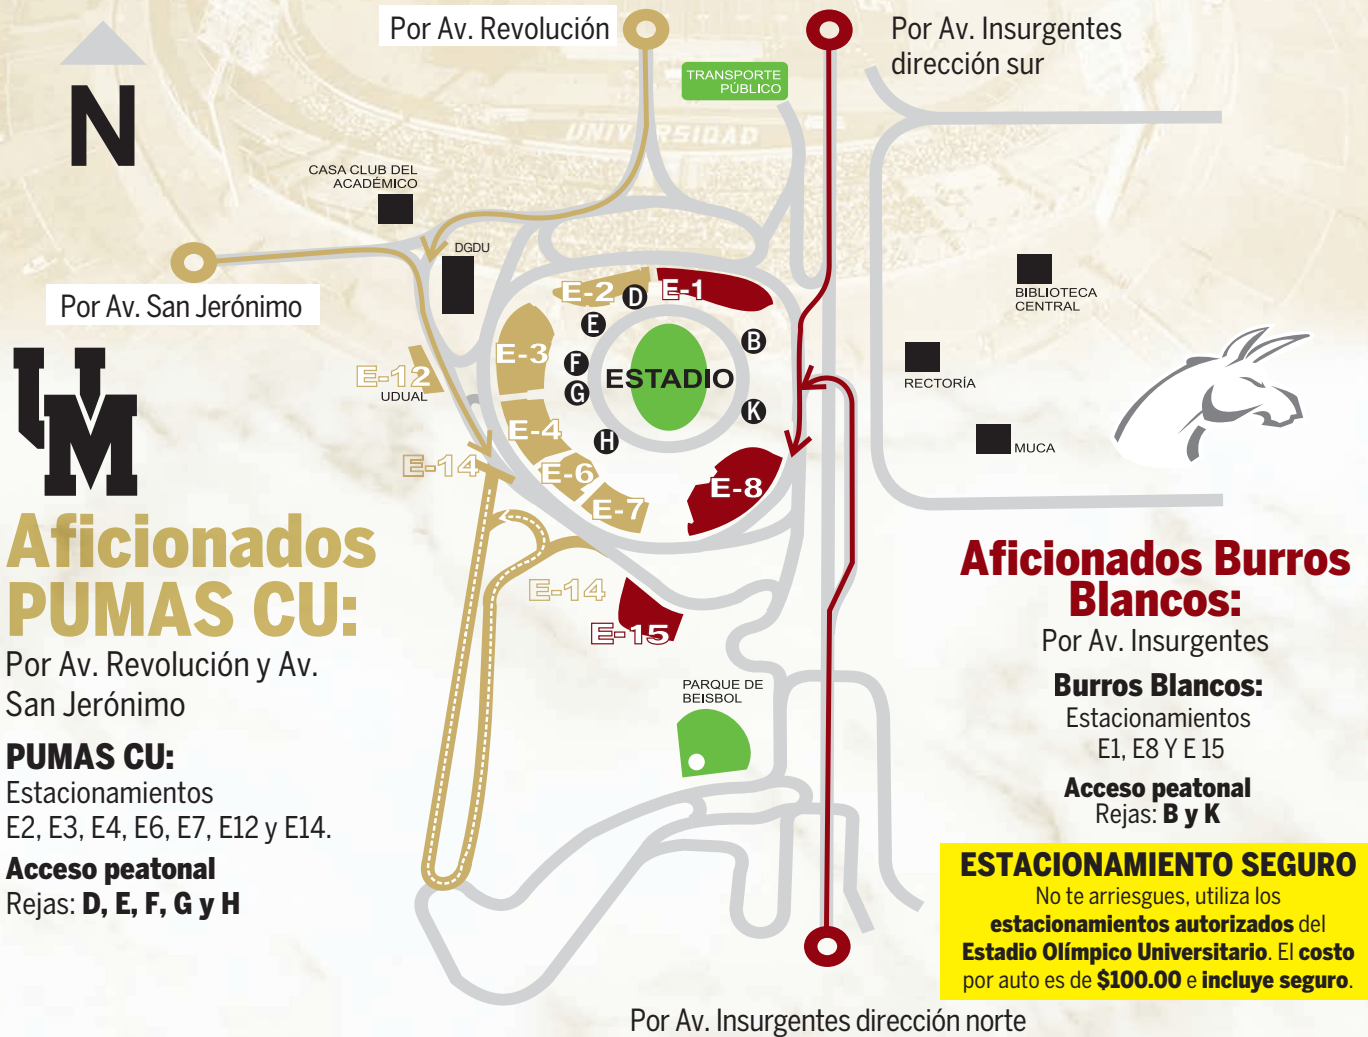 Por Av. Revolución
Por Av. Insurgentes
dirección sur
N
TRANSPORTE
PÚBLICO
UNIVERSIDAD
CASA CLUB DEL
ACADÉMICO
DGDU
Por Av. San Jerónimo
E-2
D
E-1
E
B
E-3
F
ESTADIO
G
K
H
E-12
UDUAL
E-4
E-14
E-6
E-8
E-7
E-14
E-15
BIBLIOTECA
CENTRAL
RECTORÍA
MUCA
PARQUE DE
BEISBOL
UM
Aficionados
PUMAS CU:
Por Av. Revolución y Av.
San Jerónimo
PUMAS CU:
Estacionamientos
E2, E3, E4, E6, E7, E12 y E14.
Acceso peatonal
Rejas: D, E, F, G y H
Aficionados Burros
Blancos:
Por Av. Insurgentes
Burros Blancos:
Estacionamientos
E1, E8 Y E 15
Acceso peatonal
Rejas: B y K
ESTACIONAMIENTO SEGURO
No te arriesgues, utiliza los
estacionamientos autorizados del
Estadio Olímpico Universitario. El costo
por auto es de $100.00 e incluye seguro.
Por Av. Insurgentes dirección norte